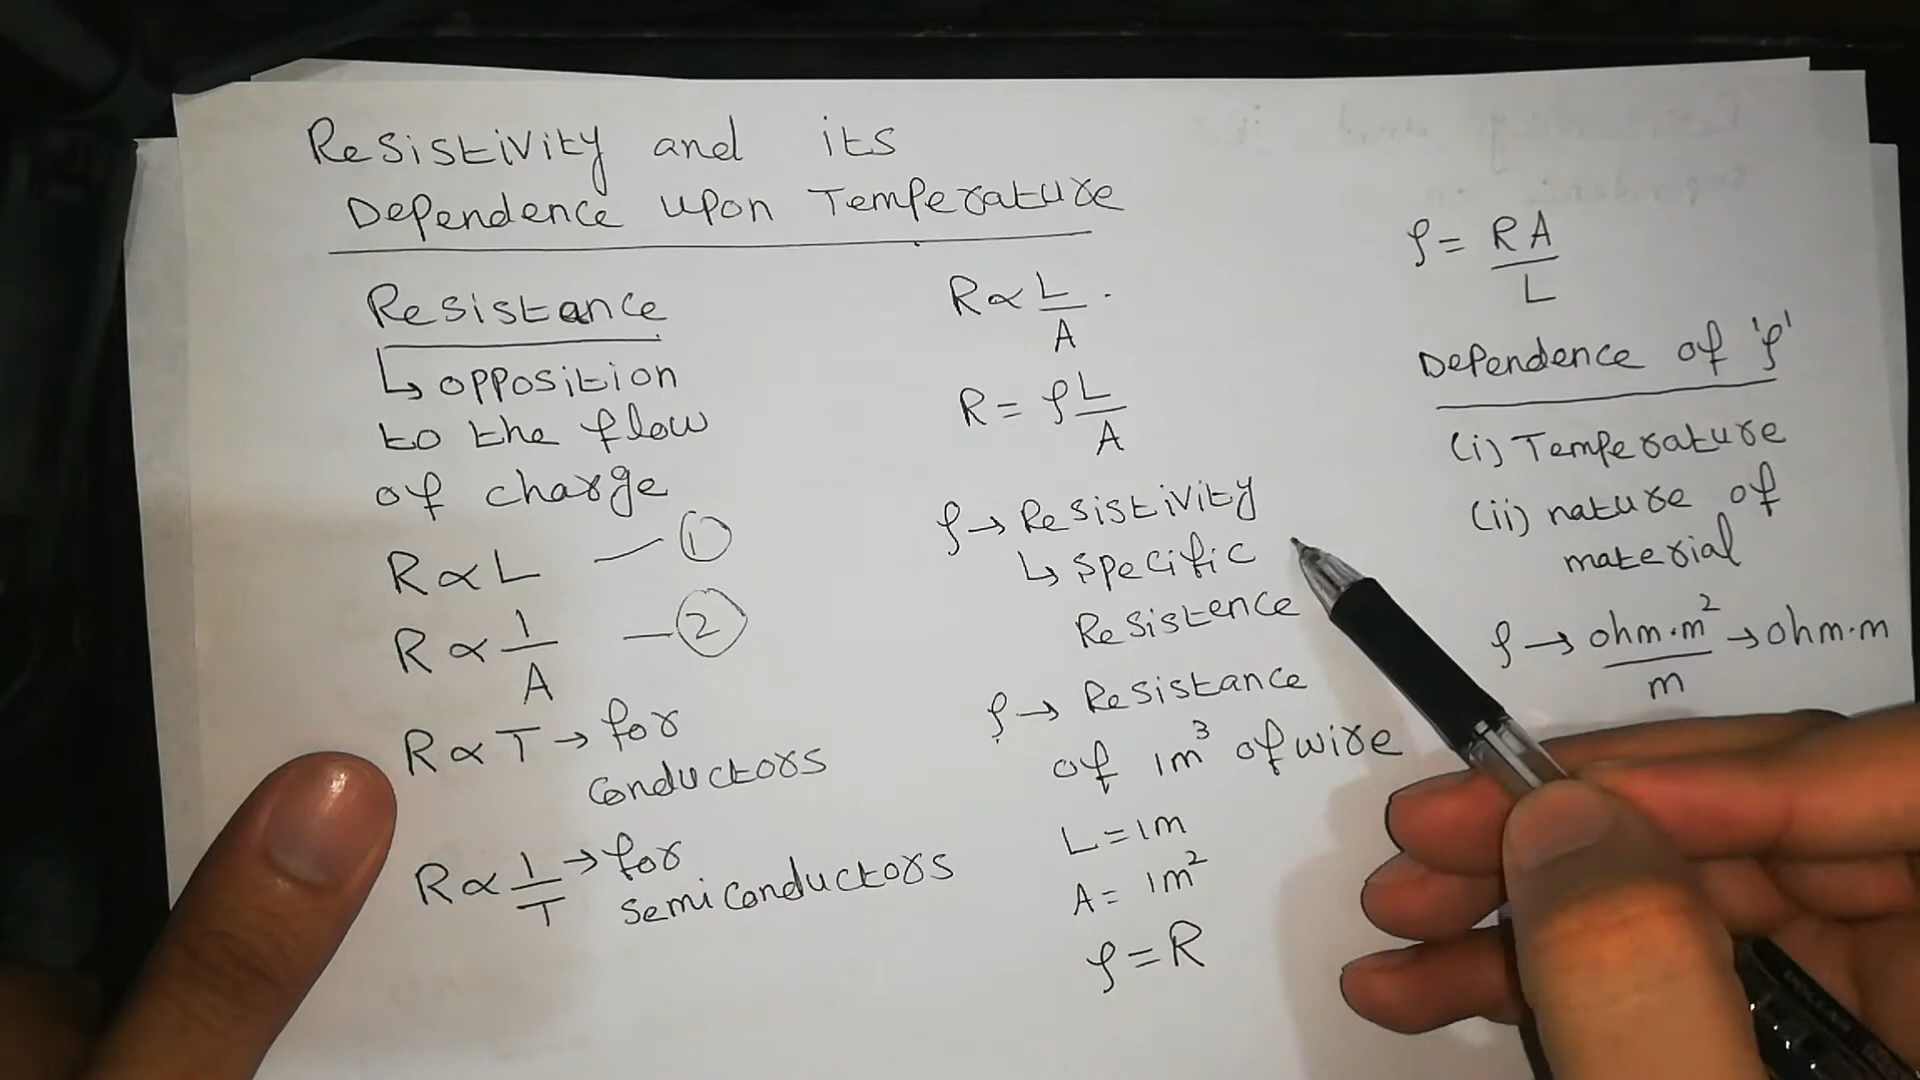 Resistivity and its
Dependence upon Temperature
Resistance
↳ opposition
to the flow
of charge
R ∝ L — ①
R ∝ 1/A — ②
R ∝ T → for
conductors
R ∝ 1/T → for
semiconductors
R ∝ L/A .
R = ρ L/A
ρ → Resistivity
↳ specific
Resistence
ρ → Resistance
of 1m³ of wire
L = 1m
A = 1m²
ρ = R
ρ = RA/L
Dependence of 'ρ'
(i) Temperature
(ii) nature of
material
ρ → ohm·m²/m → ohm·m